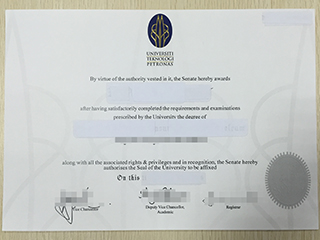 UNIVERSITI
TEKNOLOGI
PETRONAS
By virtue of the authority vested in it, the Senate hereby awards
after having satisfactorily completed the requirements and examinations
prescribed by the University the degree of
along with all the associated rights & privileges and in recognition, the Senate hereby
authorises the Seal of the University to be affixed
On this
Vice Chancellor
Deputy Vice Chancellor,
Academic
Registrar